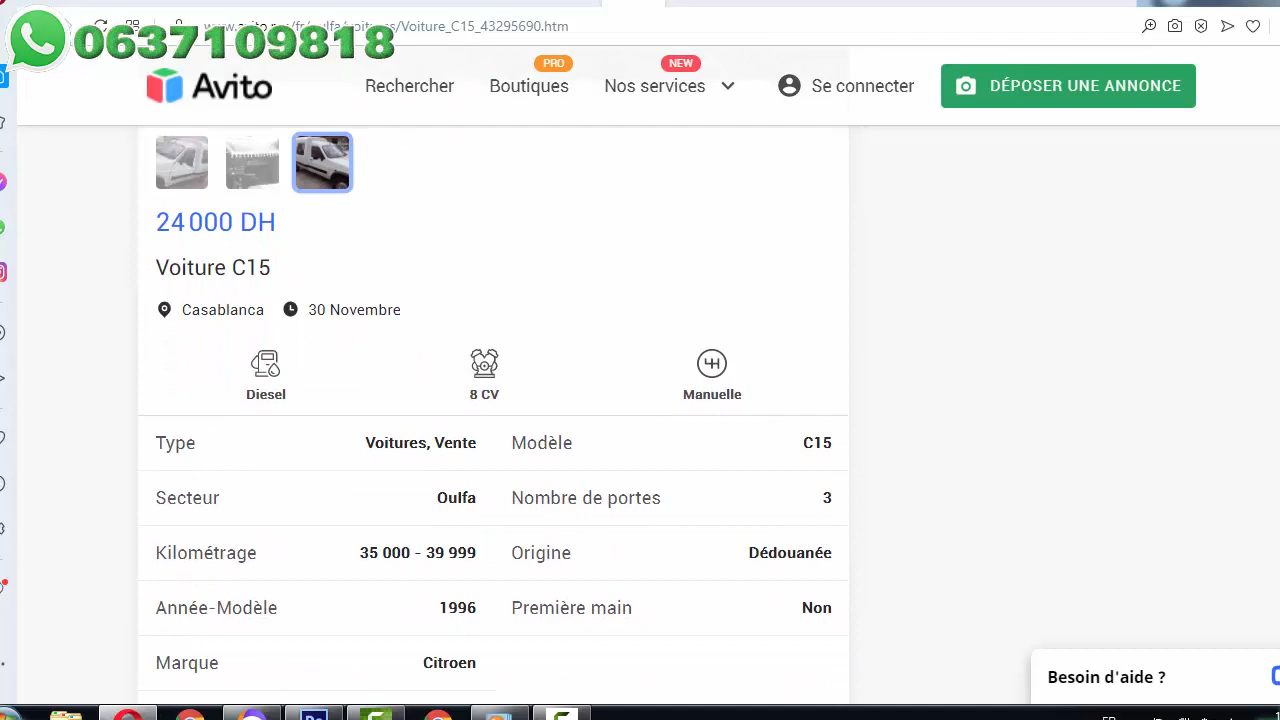 0637109818
Voiture_C15_43295690.htm
Avito
Rechercher
PRO
Boutiques
NEW
Nos services
Se connecter
DÉPOSER UNE ANNONCE
24 000 DH
Voiture C15
Casablanca 30 Novembre
Diesel 8 CV Manuelle
Type Voitures, Vente Modèle C15
Secteur Oulfa Nombre de portes 3
Kilométrage 35 000 - 39 999 Origine Dédouanée
Année-Modèle 1996 Première main Non
Marque Citroen
Besoin d'aide ?